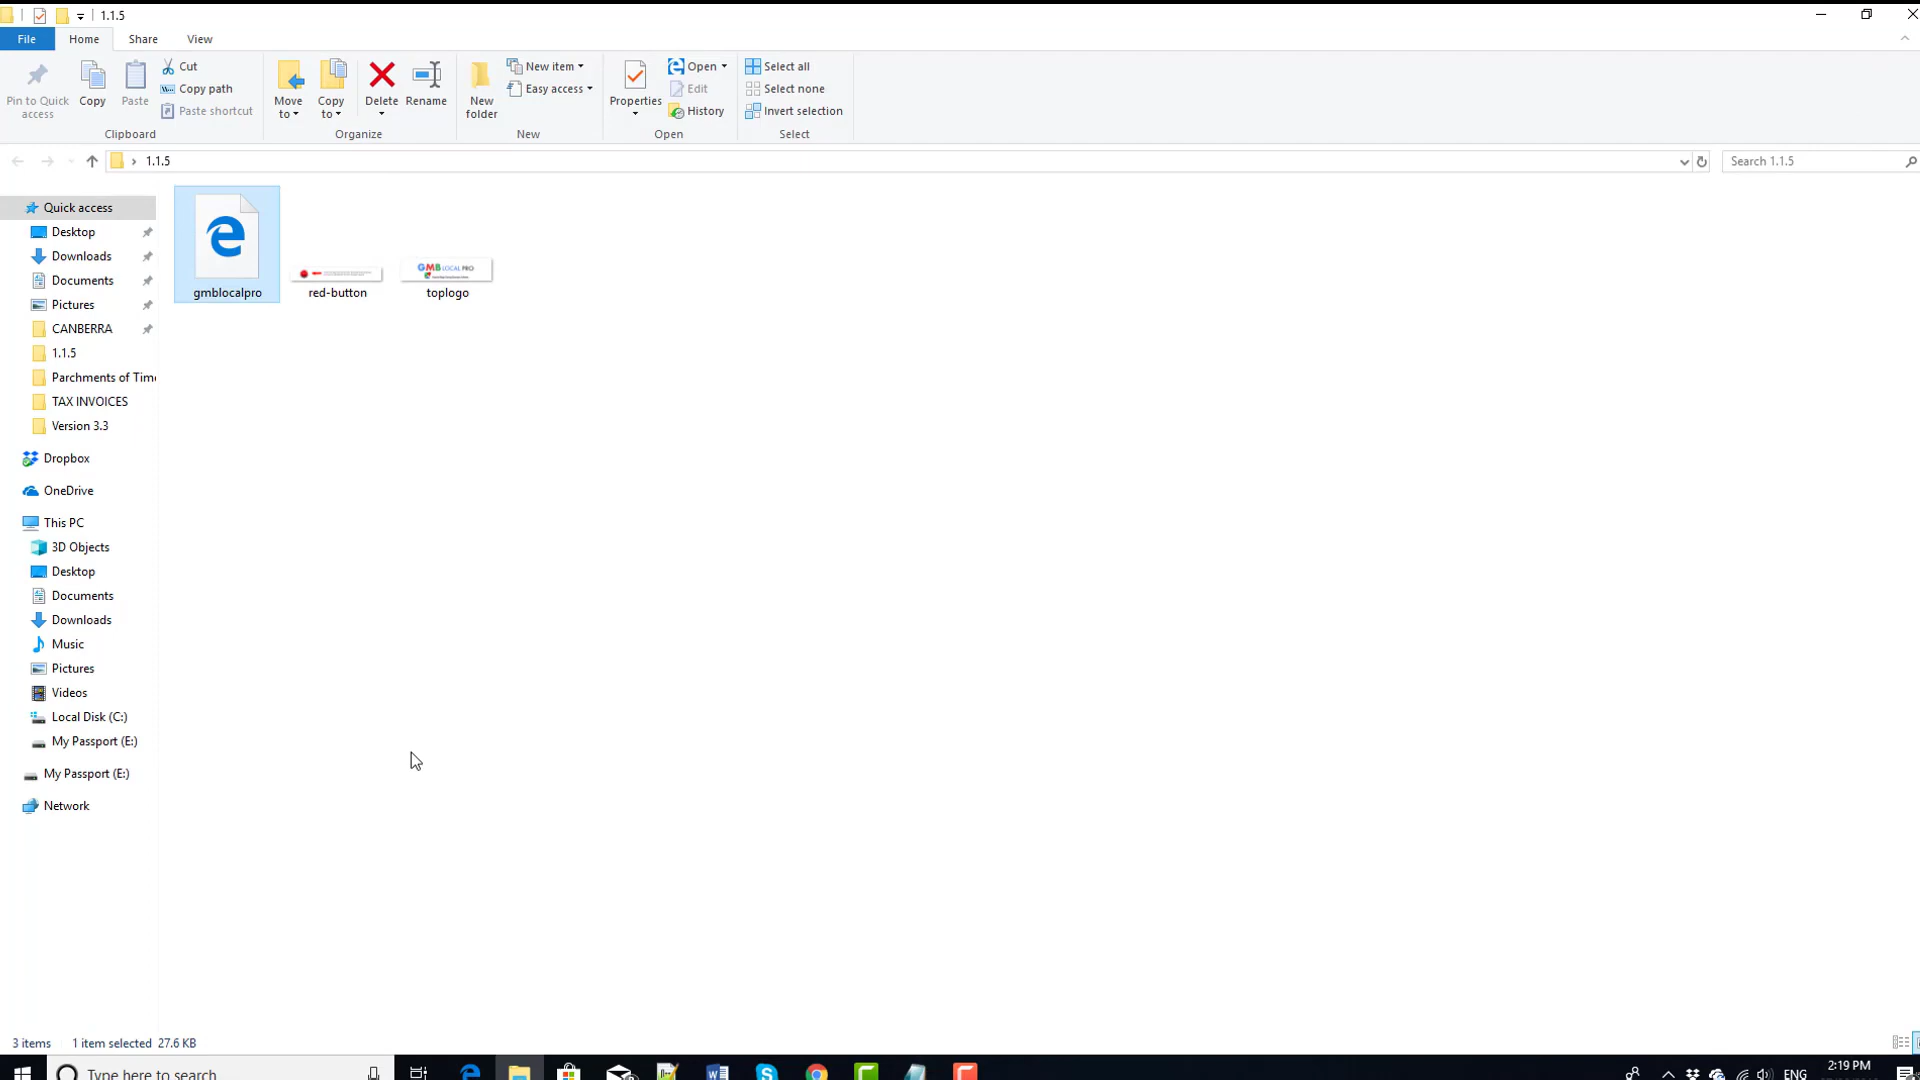 1.1.5
File Home Share View
Pin to Quick access
Copy
Paste
Cut
Copy path
Paste shortcut
Clipboard
Move to
Copy to
Delete
Rename
Organize
New folder
New item
Easy access
New
Properties
Open
Edit
History
Open
Select all
Select none
Invert selection
Select
1.1.5
Search 1.1.5
Quick access
Desktop
Downloads
Documents
Pictures
CANBERRA
1.1.5
Parchments of Time
TAX INVOICES
Version 3.3
Dropbox
OneDrive
This PC
3D Objects
Desktop
Documents
Downloads
Music
Pictures
Videos
Local Disk (C:)
My Passport (E:)
My Passport (E:)
Network
GMB LOCAL PRO
gmblocalpro
red-button
toplogo
3 items 1 item selected 27.6 KB
Type here to search
ENG
2:19 PM